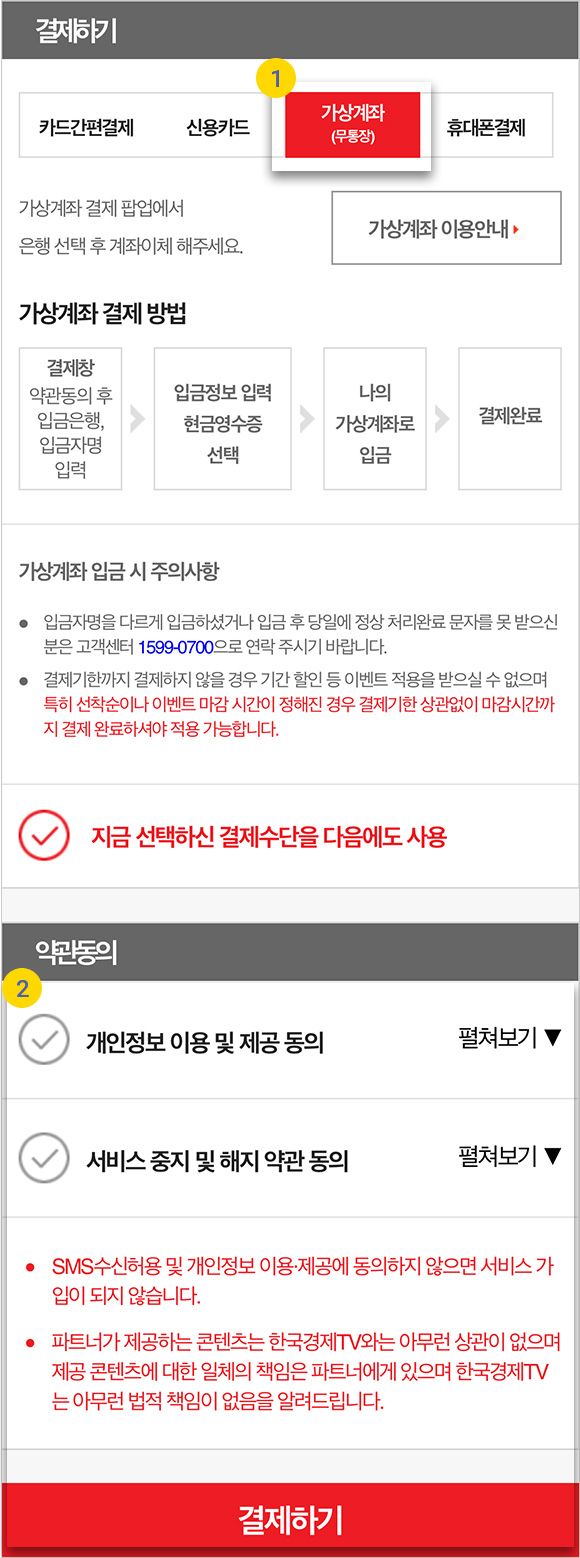 결제하기
1
카드간편결제
신용카드
가상계좌
(무통장)
휴대폰결제
가상계좌 결제 팝업에서
은행 선택 후 계좌이체 해주세요.
가상계좌 이용안내
가상계좌 결제 방법
결제창
약관동의 후
입금은행,
입금자명
입력
입금정보 입력
현금영수증
선택
나의
가상계좌로
입금
결제완료
가상계좌 입금 시 주의사항
● 입금자명을 다르게 입금하셨거나 입금 후 당일에 정상 처리완료 문자를 못 받으신
분은 고객센터 1599-0700으로 연락 주시기 바랍니다.
● 결제기한까지 결제하지 않을 경우 기간 할인 등 이벤트 적용을 받으실 수 없으며
특히 선착순이나 이벤트 마감 시간이 정해진 경우 결제기한 상관없이 마감시간까
지 결제 완료하셔야 적용 가능합니다.
지금 선택하신 결제수단을 다음에도 사용
약관동의
2
개인정보 이용 및 제공 동의
펼쳐보기 ▼
서비스 중지 및 해지 약관 동의
펼쳐보기 ▼
● SMS수신허용 및 개인정보 이용·제공에 동의하지 않으면 서비스 가
입이 되지 않습니다.
● 파트너가 제공하는 콘텐츠는 한국경제TV와는 아무런 상관이 없으며
제공 콘텐츠에 대한 일체의 책임은 파트너에게 있으며 한국경제TV
는 아무런 법적 책임이 없음을 알려드립니다.
결제하기